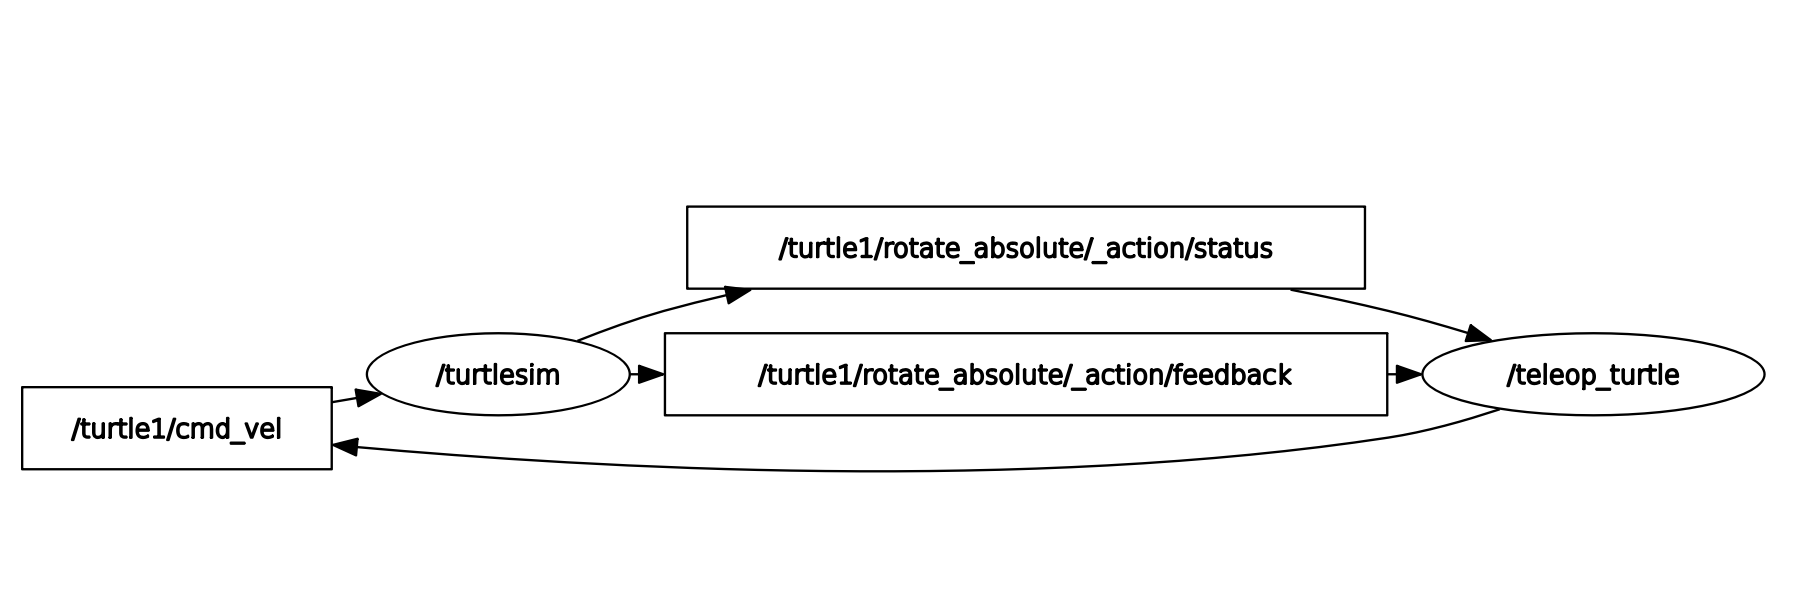 /turtle1/rotate_absolute/_action/status
/turtlesim
/turtle1/rotate_absolute/_action/feedback
/teleop_turtle
/turtle1/cmd_vel